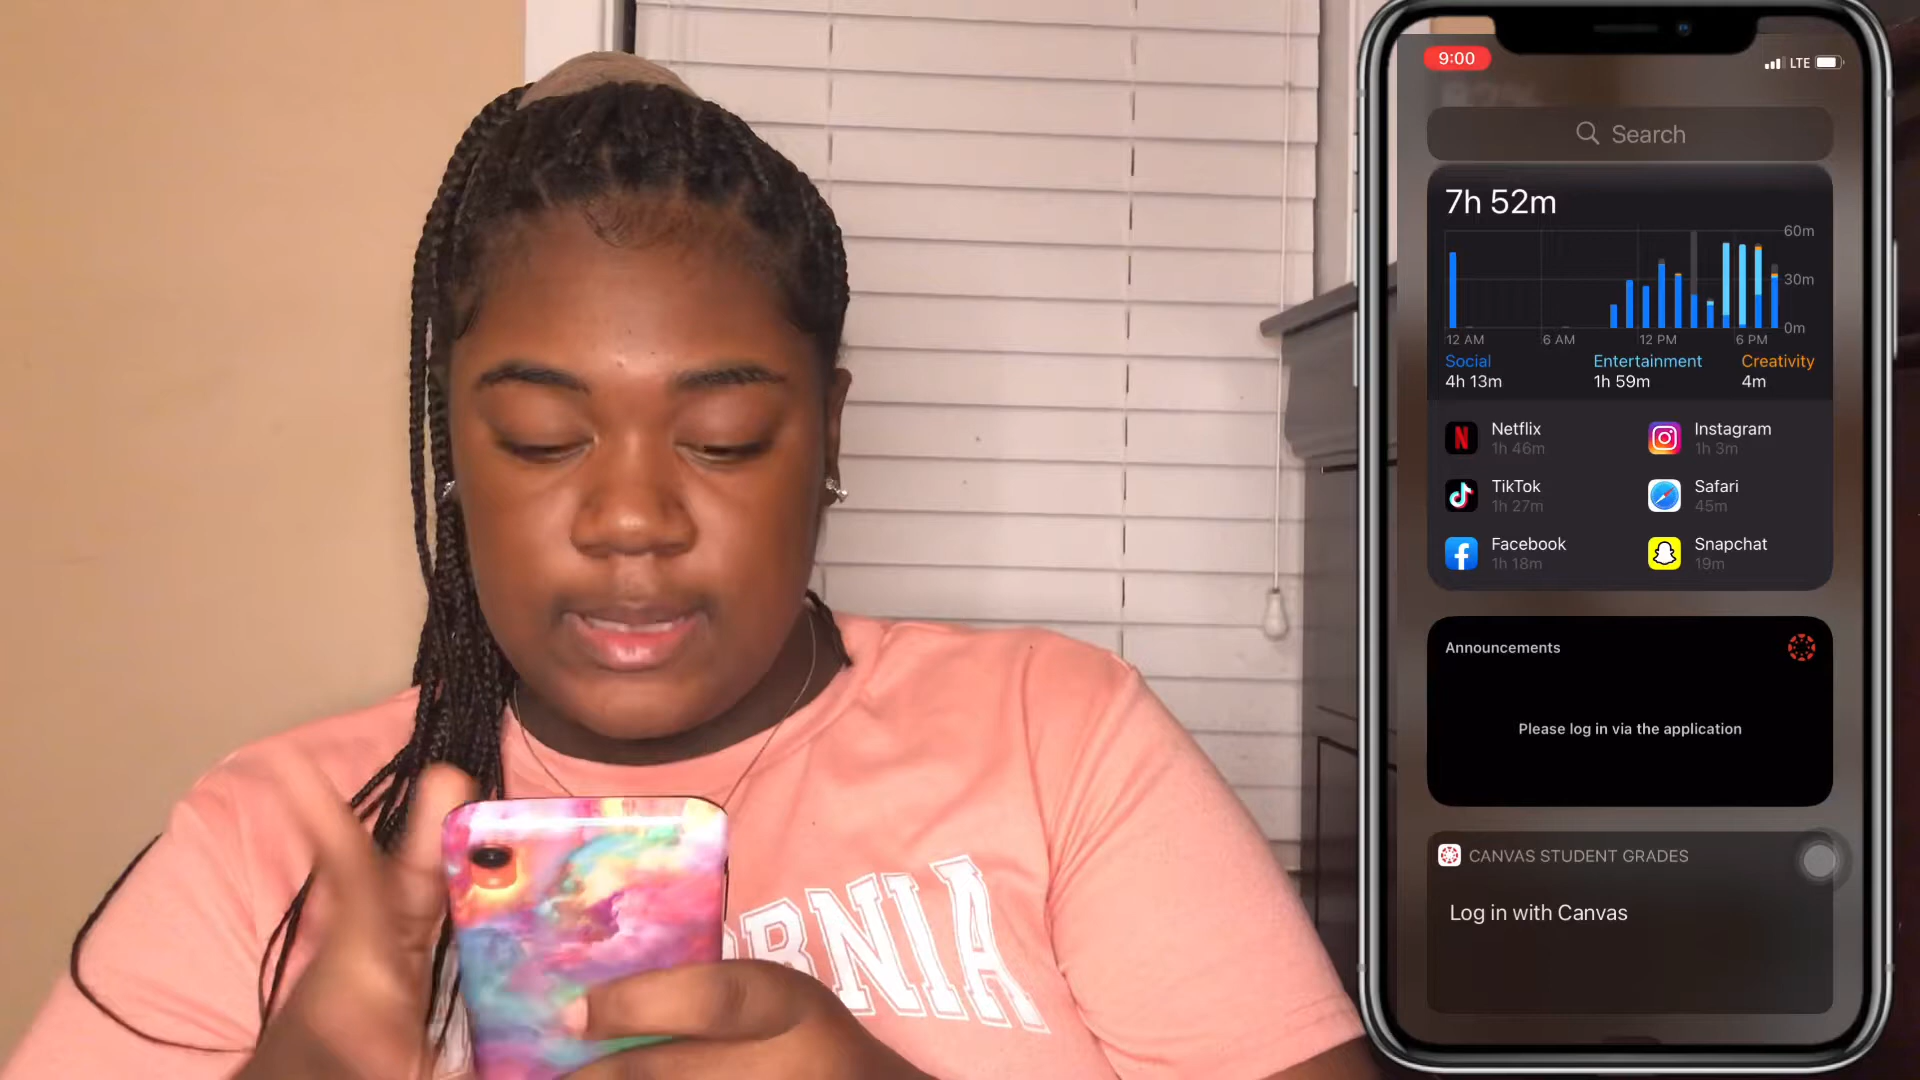 RNIA
9:00
LTE
Search
7h 52m
60m
30m
0m
12 AM 6 AM 12 PM 6 PM
Social Entertainment Creativity
4h 13m 1h 59m 4m
Netflix Instagram
1h 46m 1h 3m
TikTok Safari
1h 27m 45m
Facebook Snapchat
1h 18m 19m
Announcements
Please log in via the application
CANVAS STUDENT GRADES
Log in with Canvas